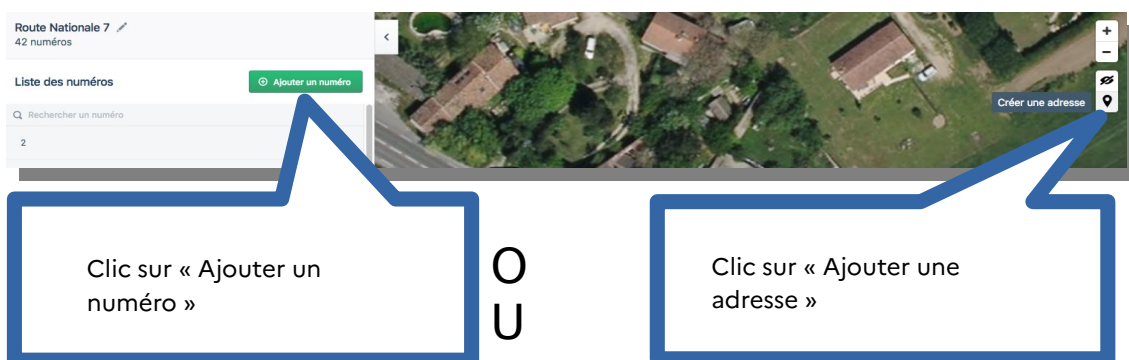 Route Nationale 7
42 numéros
Liste des numéros
Ajouter un numéro
Rechercher un numéro
2
Créer une adresse
Clic sur « Ajouter un
numéro »
O
U
Clic sur « Ajouter une
adresse »